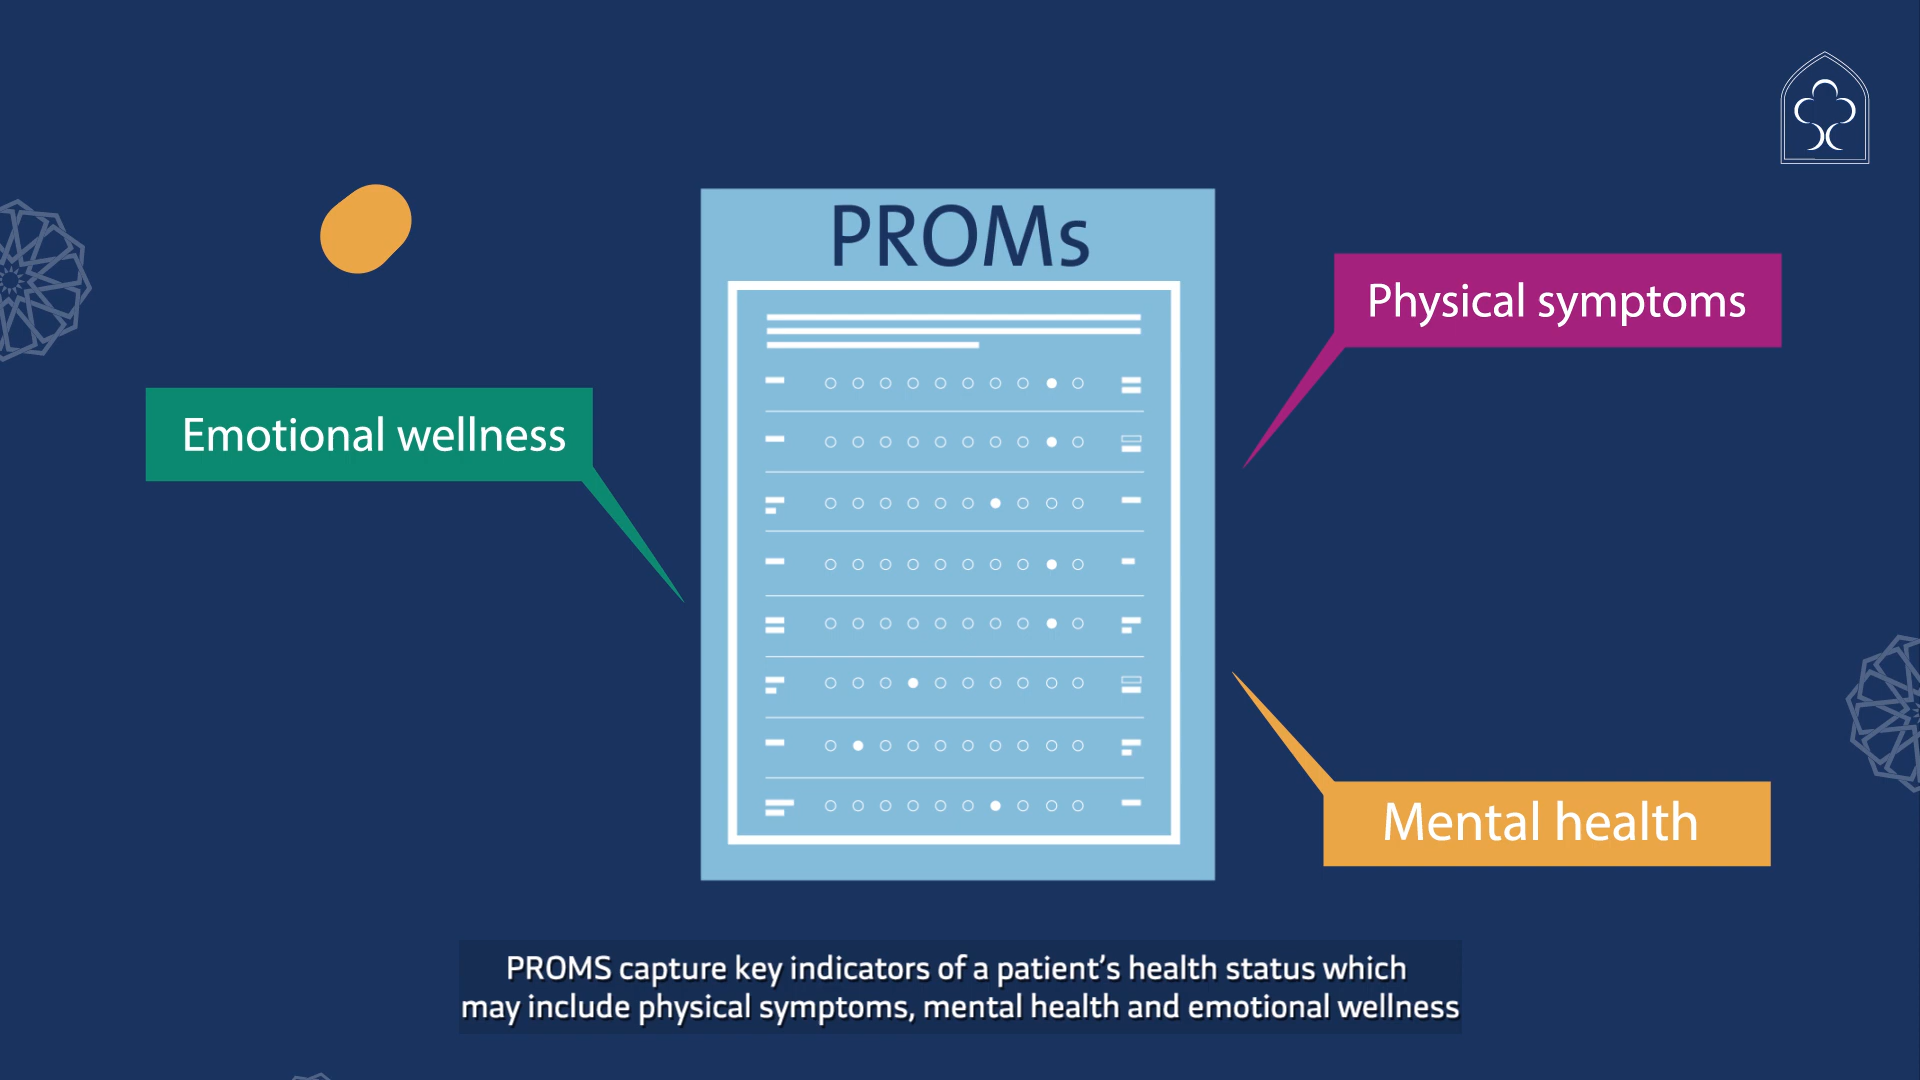 PROMs
Physical symptoms
Emotional wellness
Mental health
PROMS capture key indicators of a patient's health status which
may include physical symptoms, mental health and emotional wellness